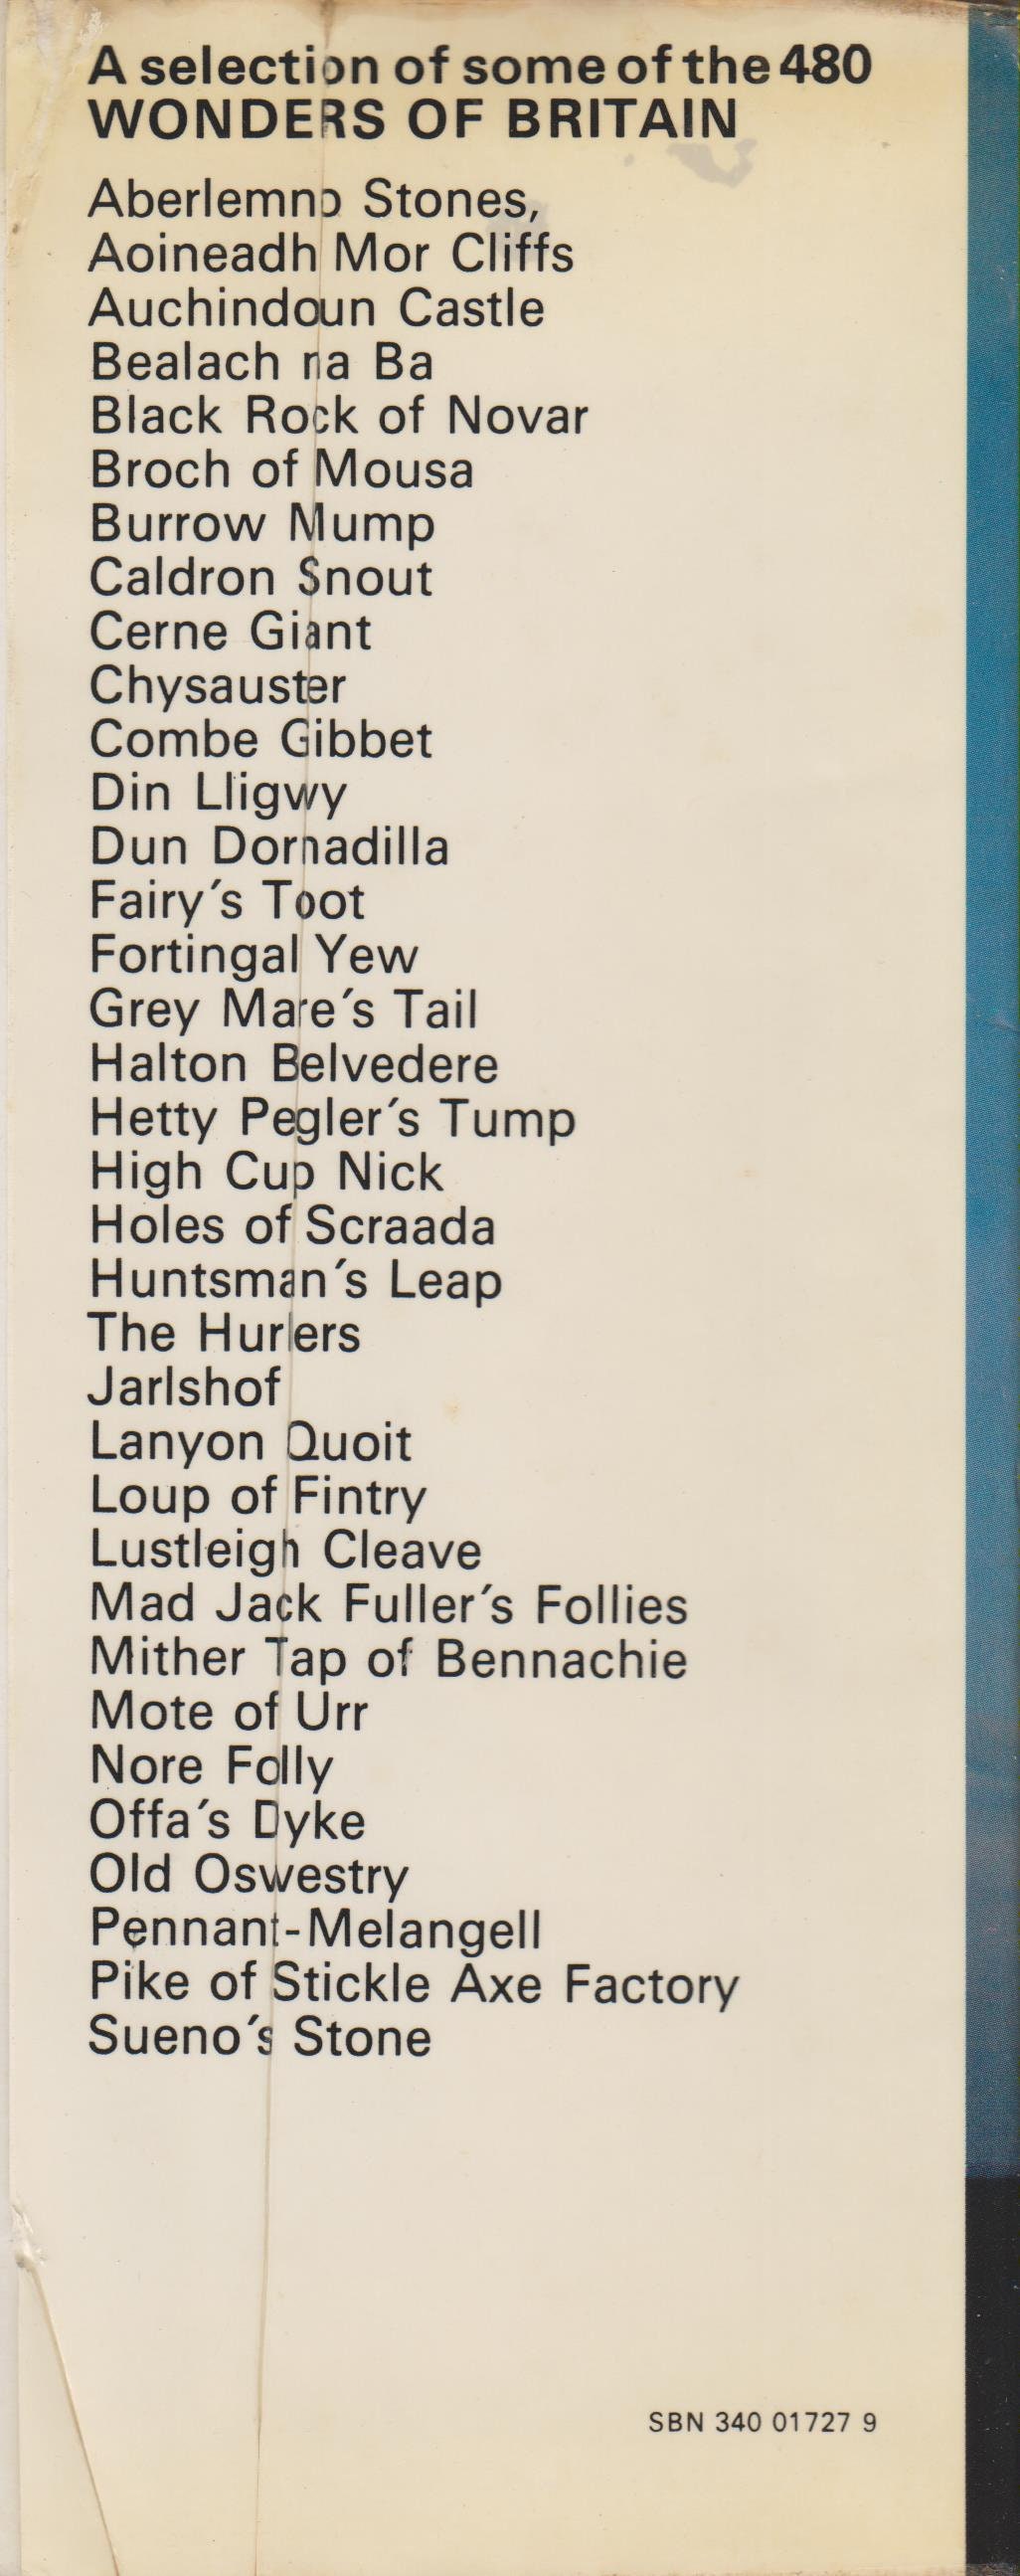 A selection of some of the 480
WONDERS OF BRITAIN
Aberlemno Stones,
Aoineadh Mor Cliffs
Auchindoun Castle
Bealach na Ba
Black Rock of Novar
Broch of Mousa
Burrow Mump
Caldron Snout
Cerne Giant
Chysauster
Combe Gibbet
Din Lligwy
Dun Dornadilla
Fairy's Toot
Fortingal Yew
Grey Mare's Tail
Halton Belvedere
Hetty Pegler's Tump
High Cup Nick
Holes of Scraada
Huntsman's Leap
The Hurlers
Jarlshof
Lanyon Quoit
Loup of Fintry
Lustleigh Cleave
Mad Jack Fuller's Follies
Mither Tap of Bennachie
Mote of Urr
Nore Folly
Offa's Dyke
Old Oswestry
Pennant-Melangell
Pike of Stickle Axe Factory
Sueno's Stone
SBN 340 01727 9